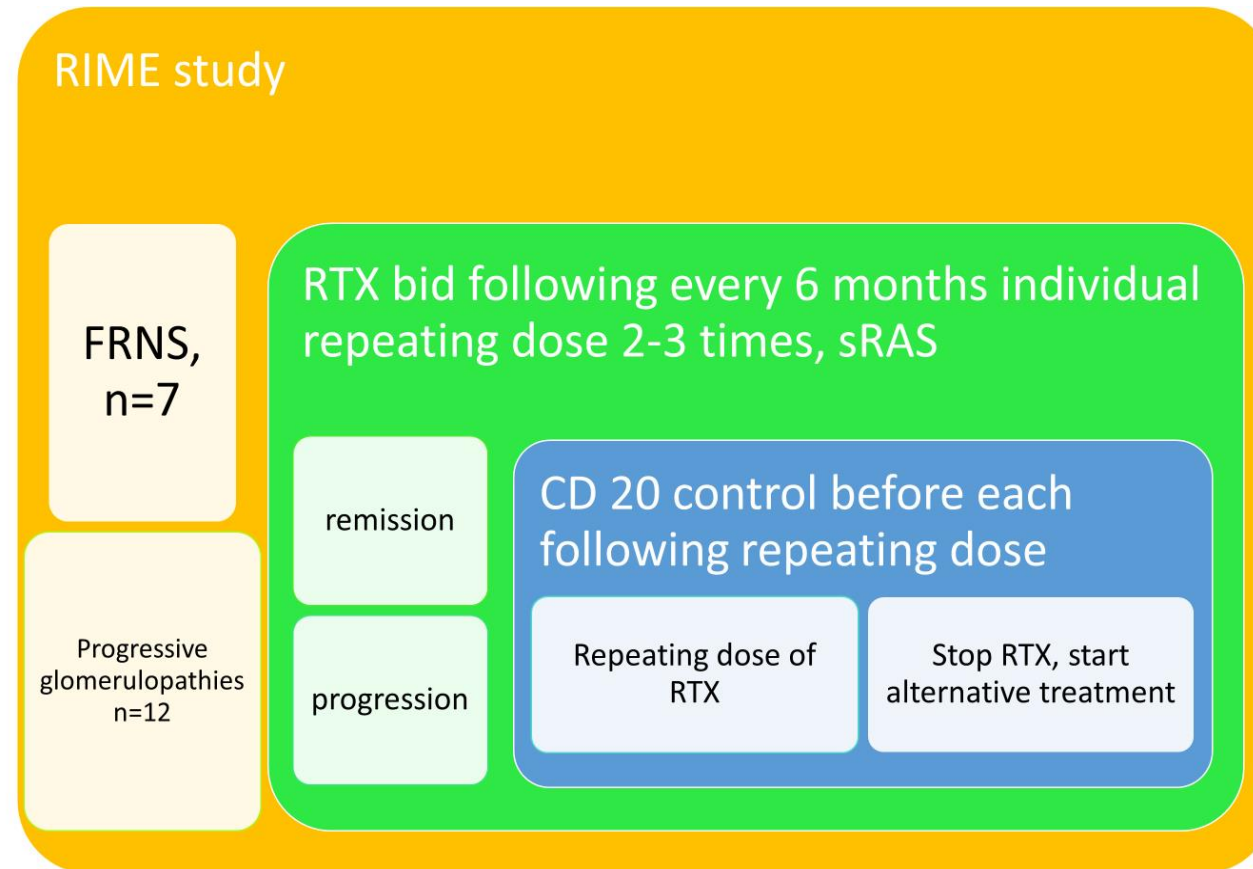 RIME study
FRNS,
n=7
Progressive
glomerulopathies
n=12
RTX bid following every 6 months individual
repeating dose 2-3 times, sRAS
remission
progression
CD 20 control before each
following repeating dose
Repeating dose of
RTX
Stop RTX, start
alternative treatment